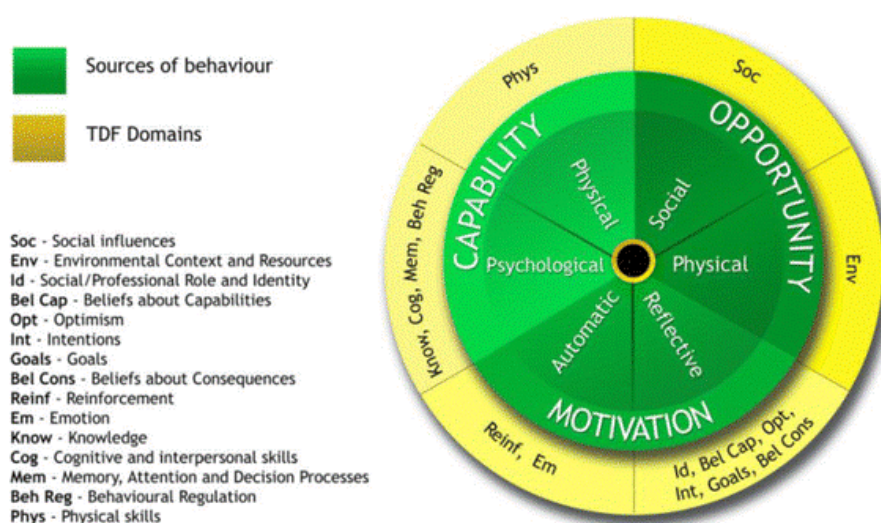 Sources of behaviour
TDF Domains
Soc - Social influences
Env - Environmental Context and Resources
Id - Social/Professional Role and Identity
Bel Cap - Beliefs about Capabilities
Opt - Optimism
Int - Intentions
Goals - Goals
Bel Cons - Beliefs about Consequences
Reinf - Reinforcement
Em - Emotion
Know - Knowledge
Cog - Cognitive and interpersonal skills
Mem - Memory, Attention and Decision Processes
Beh Reg - Behavioural Regulation
Phys - Physical skills
Phys
Soc
Env
Id, Bel Cap, Opt,
Int, Goals, Bel Cons
Reinf, Em
Know, Cog, Mem, Beh Reg
CAPABILITY
OPPORTUNITY
MOTIVATION
Physical
Social
Psychological
Physical
Automatic
Reflective